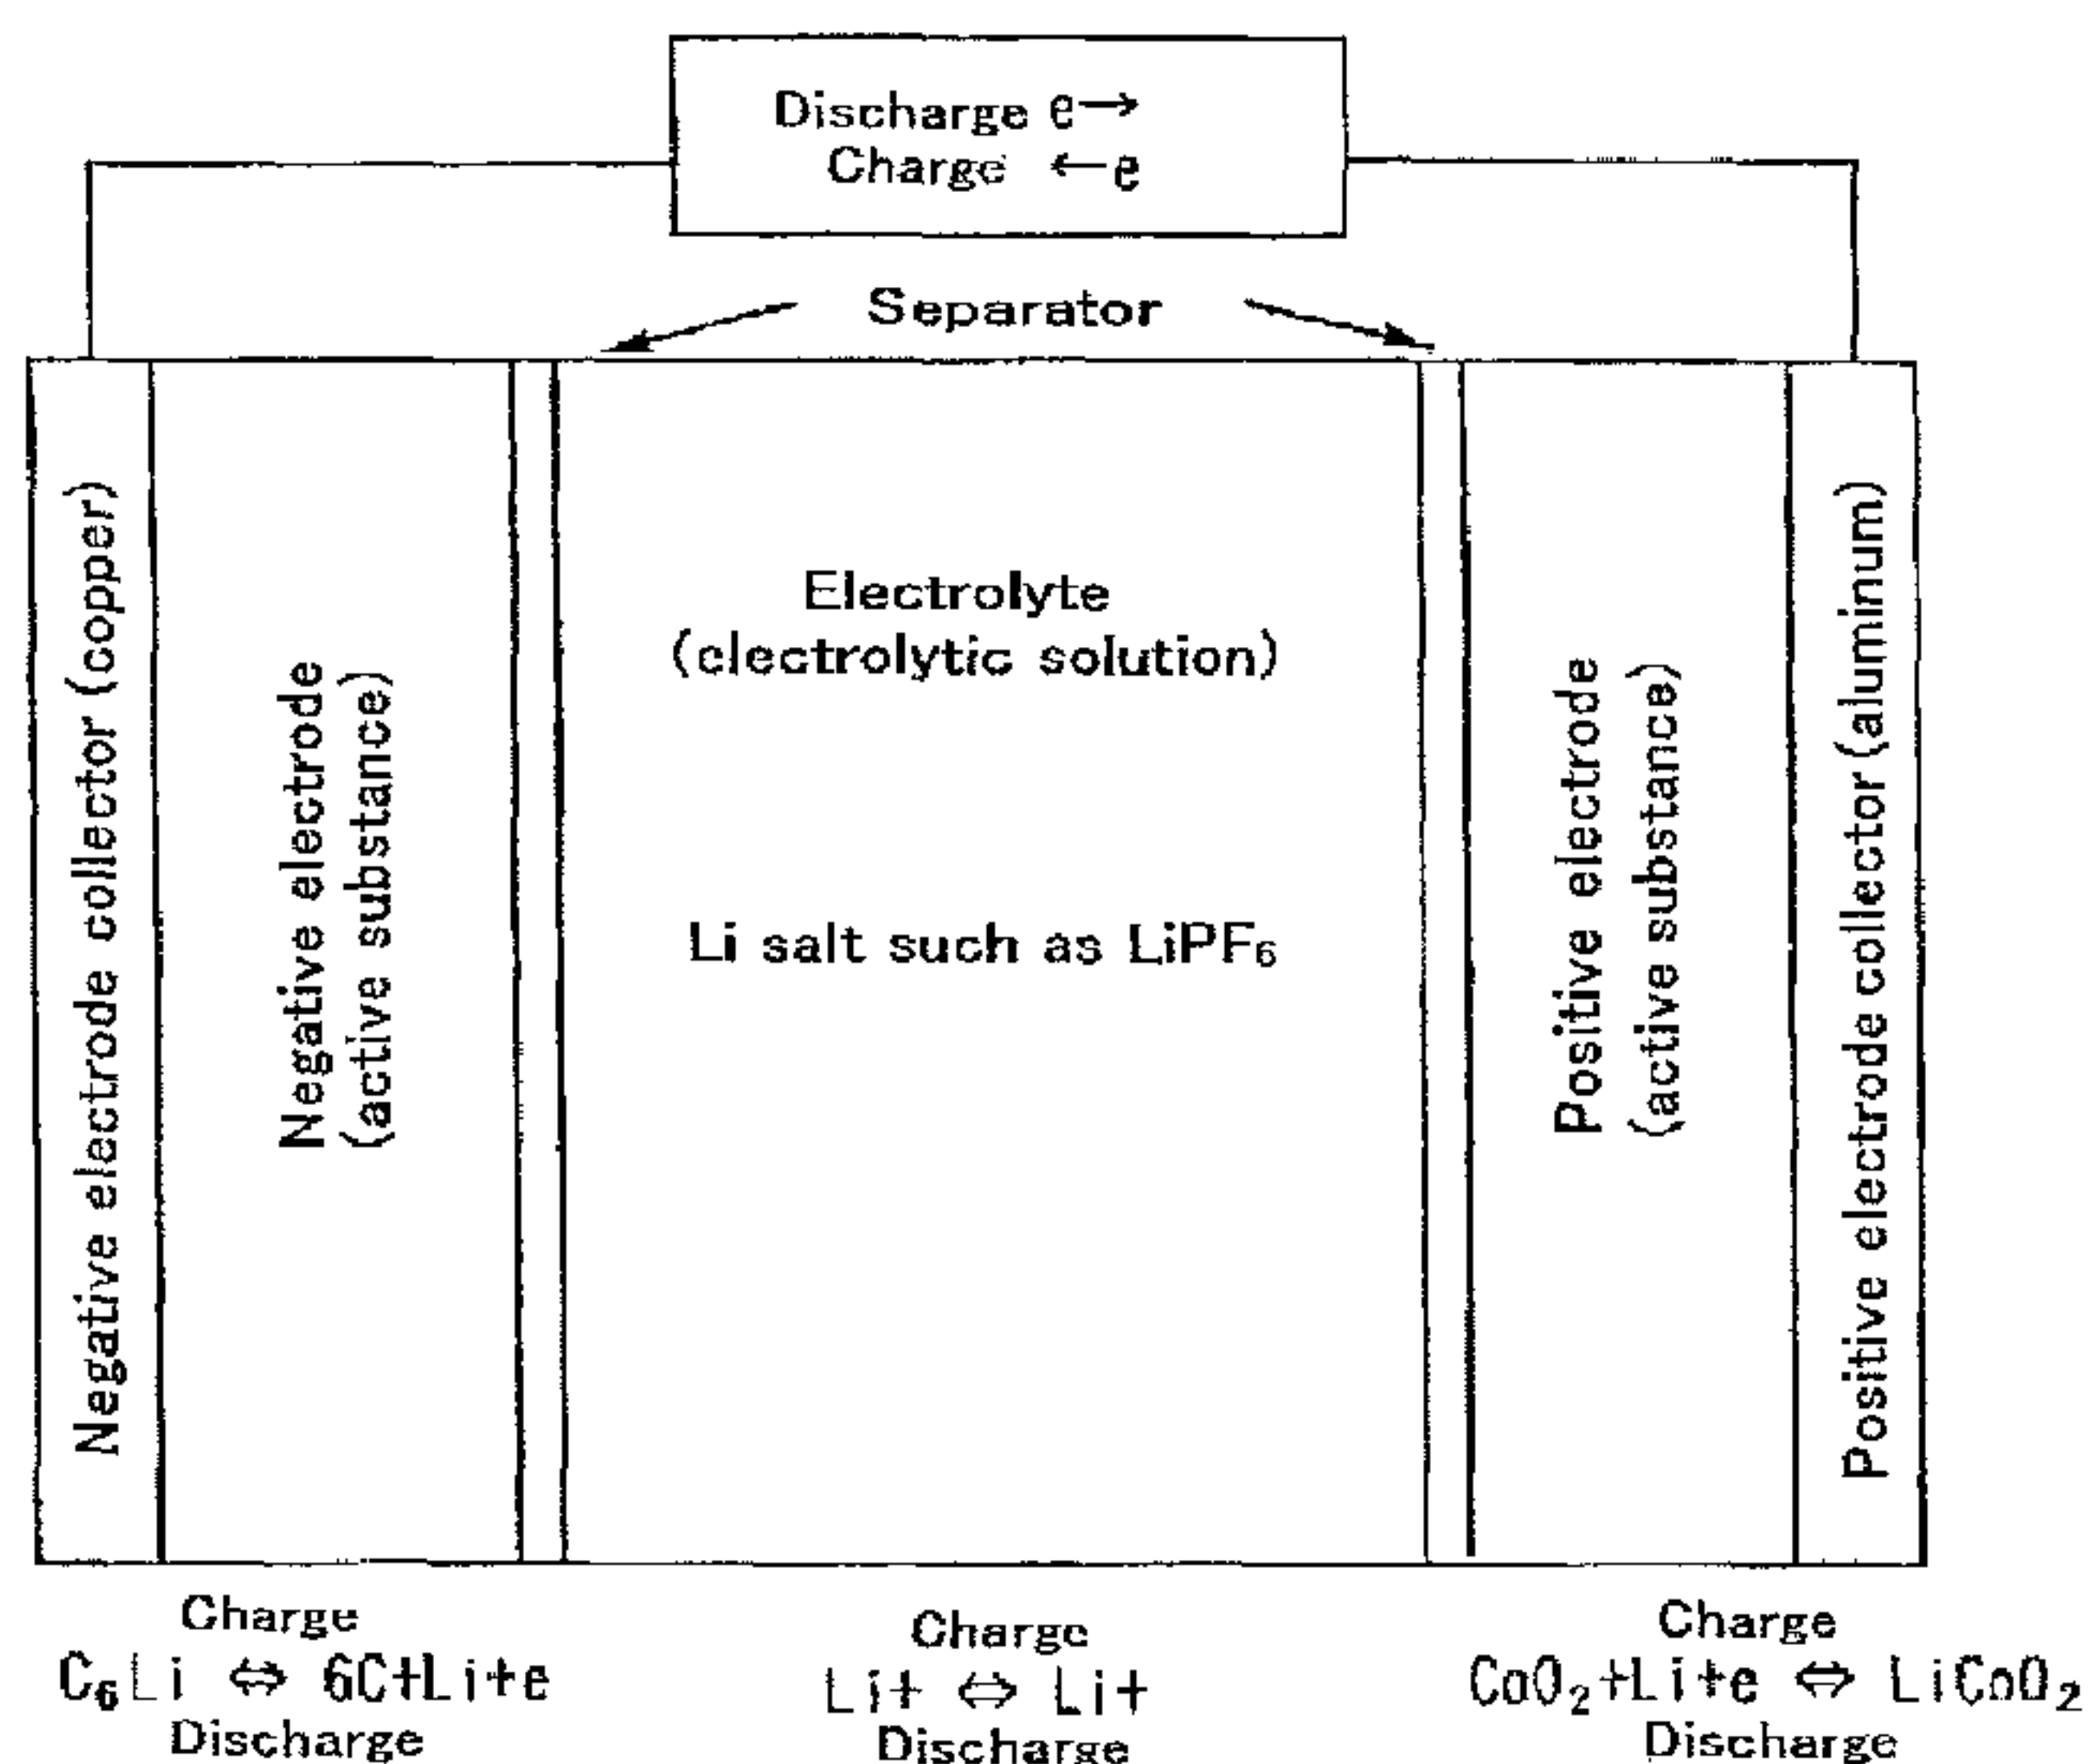 Discharge e→
Charge ←e
Separator
Negative electrode collector (copper)
Negative electrode
(active substance)
Electrolyte
(electrolytic solution)
Li salt such as LiPF₆
Positive electrode
(active substance)
Positive electrode collector (aluminum)
Charge
C₆Li ⇔ 6C+Li+e
Discharge
Charge
Li+ ⇔ Li+
Discharge
Charge
CoO₂+Li+e ⇔ LiCoO₂
Discharge